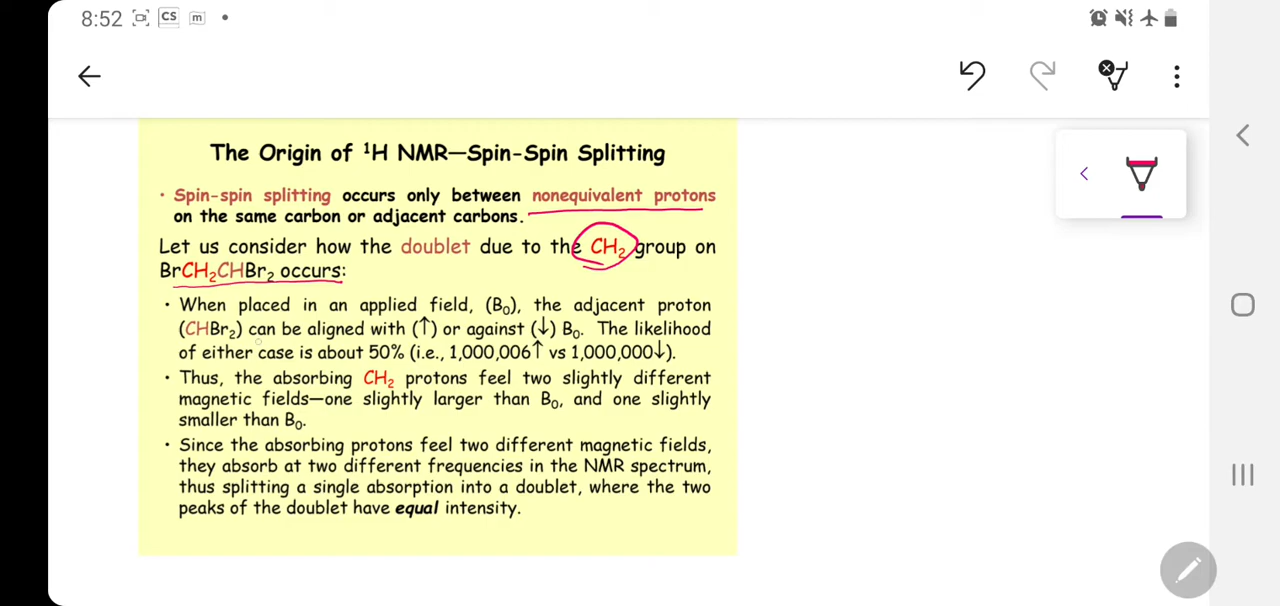 8:52 CS m
The Origin of ¹H NMR—Spin-Spin Splitting
• Spin-spin splitting occurs only between nonequivalent protons
on the same carbon or adjacent carbons.
Let us consider how the doublet due to the CH₂ group on
BrCH₂CHBr₂ occurs:
• When placed in an applied field, (B₀), the adjacent proton
(CHBr₂) can be aligned with (↑) or against (↓) B₀. The likelihood
of either case is about 50% (i.e., 1,000,006↑ vs 1,000,000↓).
• Thus, the absorbing CH₂ protons feel two slightly different
magnetic fields—one slightly larger than B₀, and one slightly
smaller than B₀.
• Since the absorbing protons feel two different magnetic fields,
they absorb at two different frequencies in the NMR spectrum,
thus splitting a single absorption into a doublet, where the two
peaks of the doublet have equal intensity.